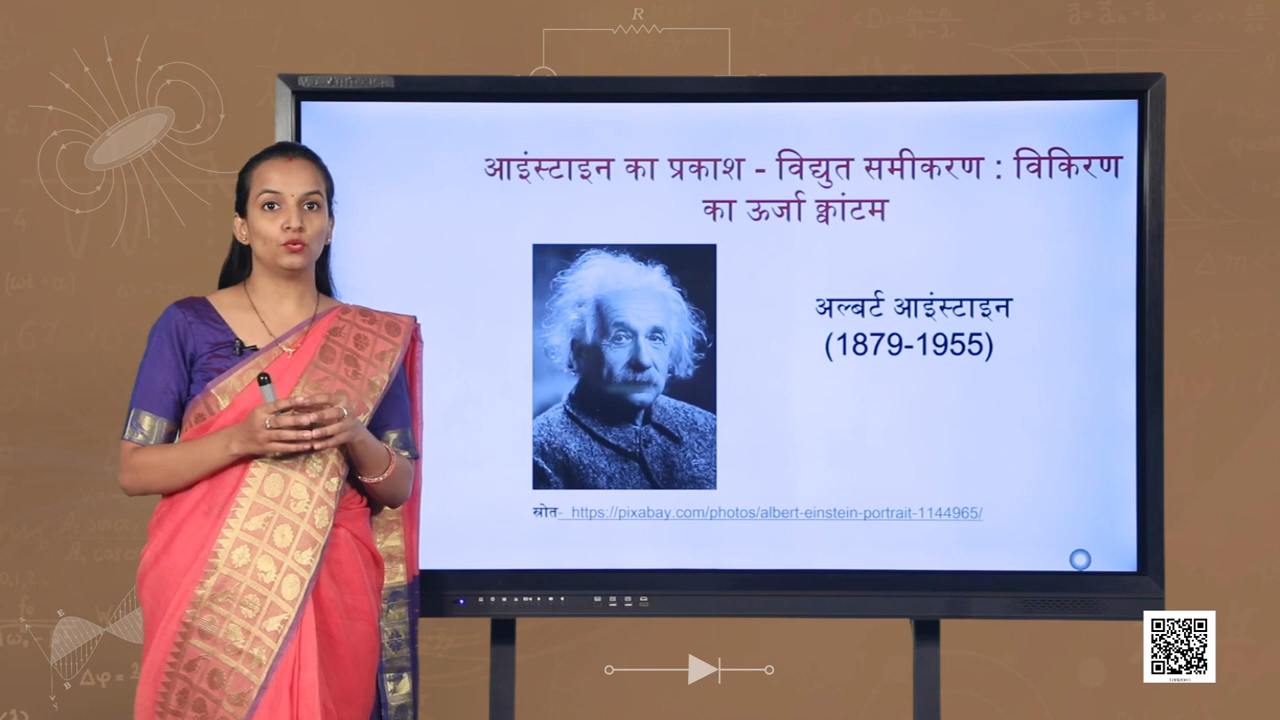 R
आइंस्टाइन का प्रकाश - विद्युत समीकरण : विकिरण
का ऊर्जा क्वांटम
अल्बर्ट आइंस्टाइन
(1879-1955)
स्रोत- https://pixabay.com/photos/albert-einstein-portrait-1144965/
E
B
Δφ =